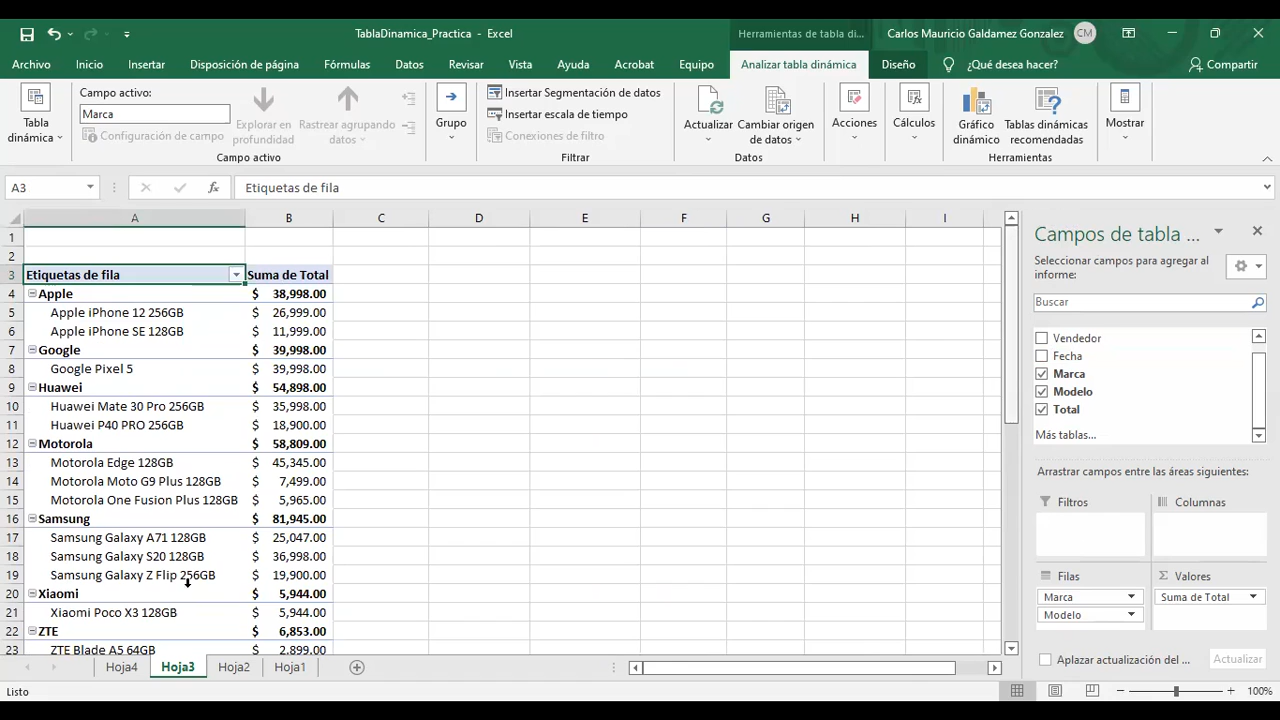 TablaDinamica_Practica - Excel
Herramientas de tabla di...
Carlos Mauricio Galdamez Gonzalez
CM
Archivo Inicio Insertar Disposición de página Fórmulas Datos Revisar Vista Ayuda Acrobat Equipo Analizar tabla dinámica Diseño ¿Qué desea hacer? Compartir
Tabla dinámica
Campo activo:
Marca
Configuración de campo
Explorar en profundidad
Rastrear agrupando datos
Campo activo
Grupo
Insertar Segmentación de datos
Insertar escala de tiempo
Conexiones de filtro
Filtrar
Actualizar
Cambiar origen de datos
Datos
Acciones
Cálculos
Gráfico dinámico
Tablas dinámicas recomendadas
Herramientas
Mostrar
A3 fx Etiquetas de fila
A B C D E F G H I
1
2
3 Etiquetas de fila Suma de Total
4 Apple $ 38,998.00
5 Apple iPhone 12 256GB $ 26,999.00
6 Apple iPhone SE 128GB $ 11,999.00
7 Google $ 39,998.00
8 Google Pixel 5 $ 39,998.00
9 Huawei $ 54,898.00
10 Huawei Mate 30 Pro 256GB $ 35,998.00
11 Huawei P40 PRO 256GB $ 18,900.00
12 Motorola $ 58,809.00
13 Motorola Edge 128GB $ 45,345.00
14 Motorola Moto G9 Plus 128GB $ 7,499.00
15 Motorola One Fusion Plus 128GB $ 5,965.00
16 Samsung $ 81,945.00
17 Samsung Galaxy A71 128GB $ 25,047.00
18 Samsung Galaxy S20 128GB $ 36,998.00
19 Samsung Galaxy Z Flip 256GB $ 19,900.00
20 Xiaomi $ 5,944.00
21 Xiaomi Poco X3 128GB $ 5,944.00
22 ZTE $ 6,853.00
23 ZTE Blade A5 64GB $ 2,899.00
Campos de tabla ...
Seleccionar campos para agregar al
informe:
Buscar
Vendedor
Fecha
Marca
Modelo
Total
Más tablas...
Arrastrar campos entre las áreas siguientes:
Filtros Columnas
Filas Σ Valores
Marca Suma de Total
Modelo
Aplazar actualización del ... Actualizar
Hoja4 Hoja3 Hoja2 Hoja1
Listo
100%